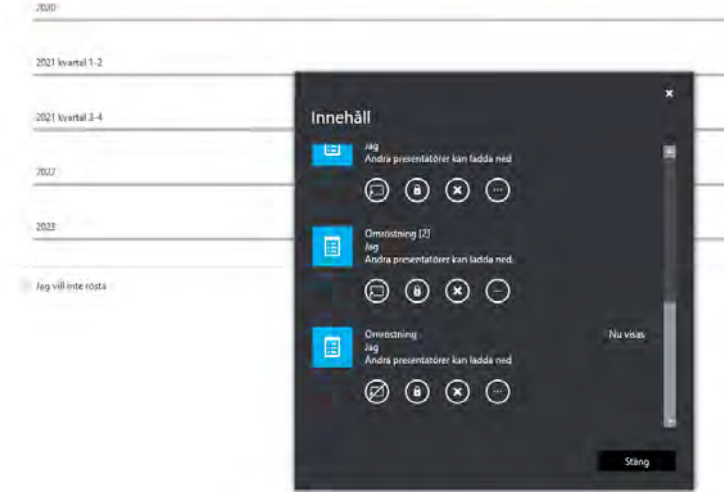 2020
2021 kvartal 1-2
2021 kvartal 3-4
2022
2023
Jag vill inte rösta
Innehåll
Jag
Andra presentatörer kan ladda ned
Omröstning [2]
Jag
Andra presentatörer kan ladda ned
Omröstning
Nu visas
Jag
Andra presentatörer kan ladda ned
Stäng